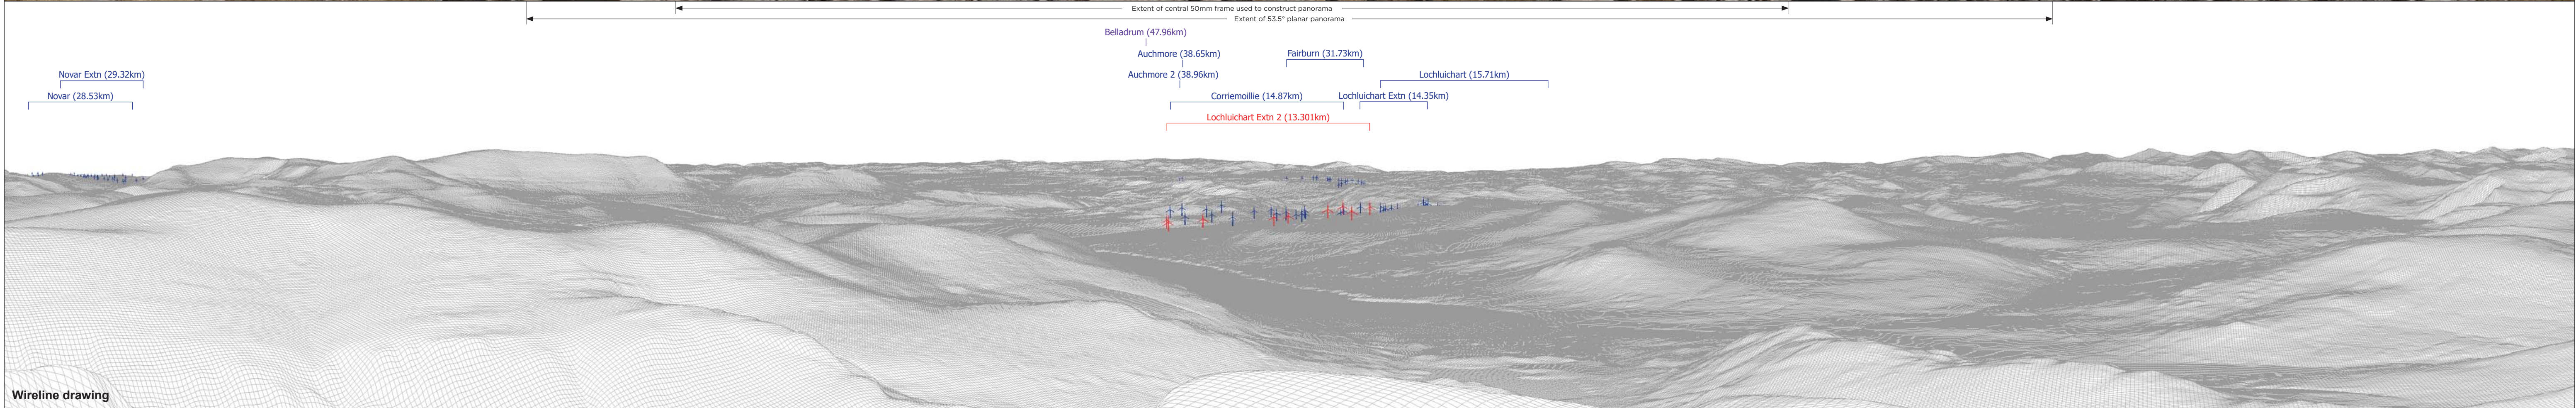 Extent of central 50mm frame used to construct panorama
Extent of 53.5° planar panorama
Belladrum (47.96km)
Auchmore (38.65km)
Fairburn (31.73km)
Novar Extn (29.32km)
Auchmore 2 (38.96km)
Lochluichart (15.71km)
Novar (28.53km)
Corriemoillie (14.87km)
Lochluichart Extn (14.35km)
Lochluichart Extn 2 (13.301km)
Wireline drawing